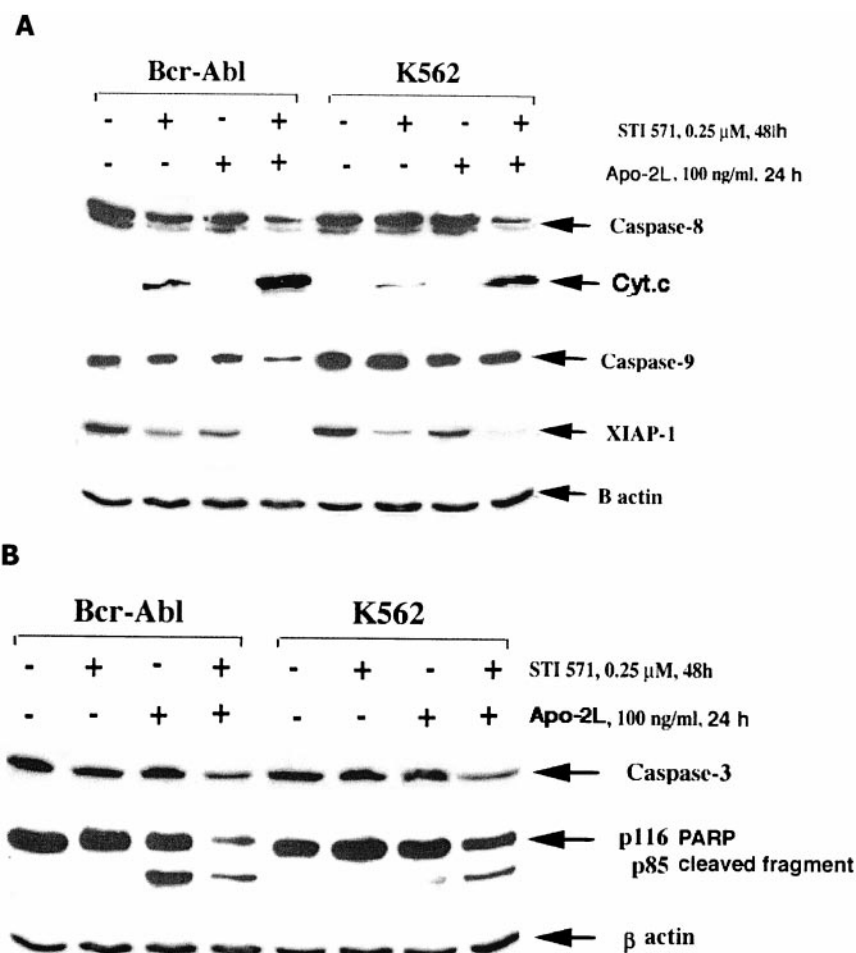 A
Bcr-Abl K562
- + - + - + - + STI 571, 0.25 µM, 48h
- - + + - - + + Apo-2L, 100 ng/ml, 24 h
Caspase-8
Cyt.c
Caspase-9
XIAP-1
B actin
B
Bcr-Abl K562
- + - + - + - + STI 571, 0.25 µM, 48h
- - + + - - + + Apo-2L, 100 ng/ml, 24 h
Caspase-3
p116 PARP
p85 cleaved fragment
β actin